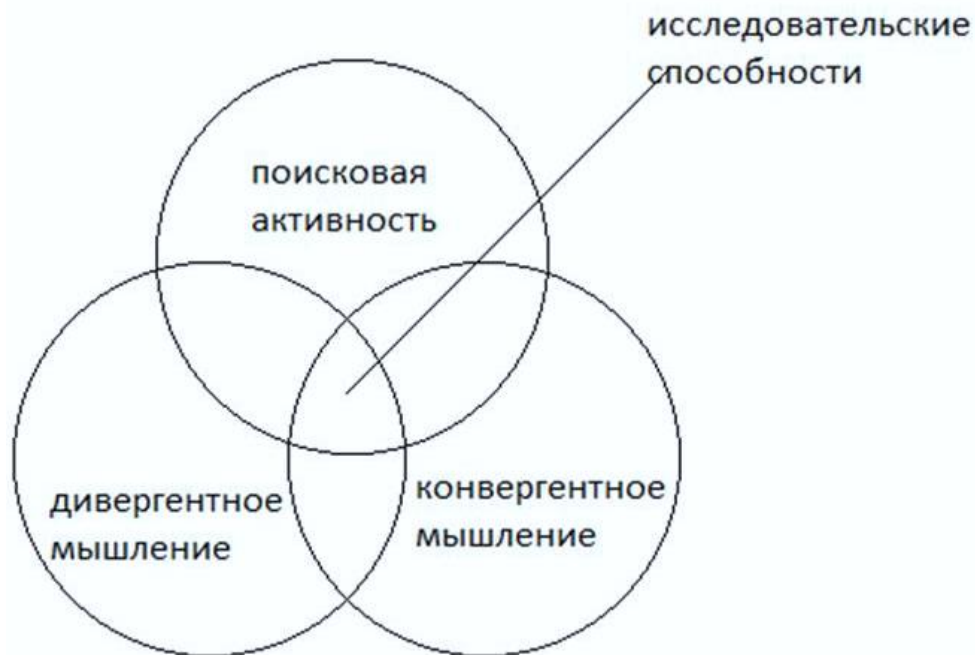 исследовательские
способности
поисковая
активность
дивергентное
мышление
конвергентное
мышление